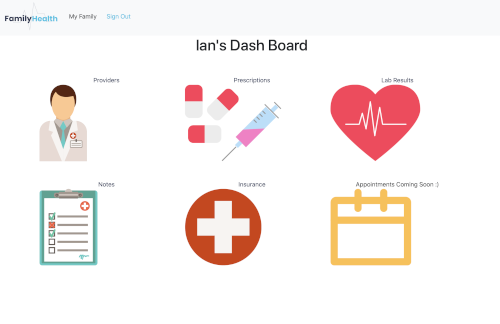 FamilyHealth My Family Sign Out
Ian's Dash Board
Providers Prescriptions Lab Results
Notes Insurance Appointments Coming Soon :)